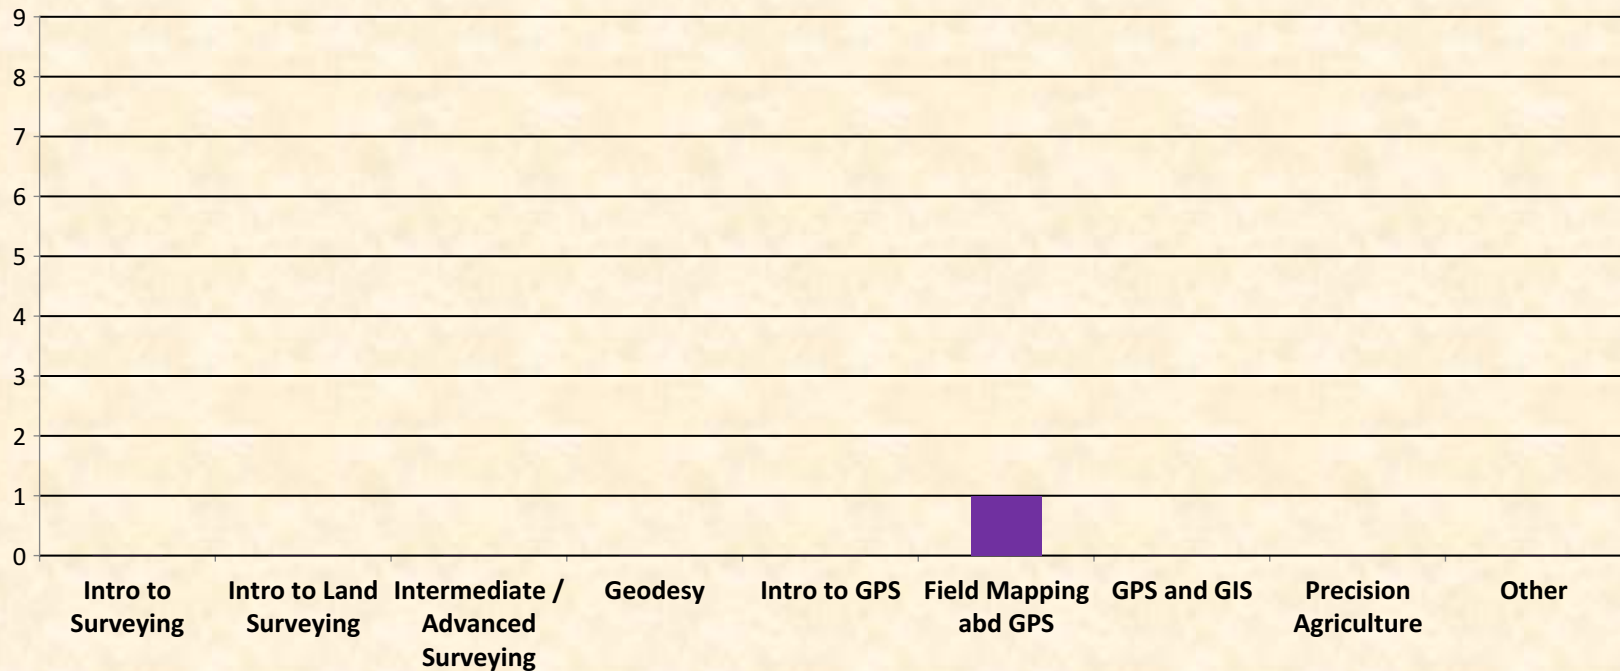 9
8
7
6
5
4
3
2
1
0
Intro to
Surveying
Intro to Land
Surveying
Intermediate /
Advanced
Surveying
Geodesy
Intro to GPS
Field Mapping
abd GPS
GPS and GIS
Precision
Agriculture
Other